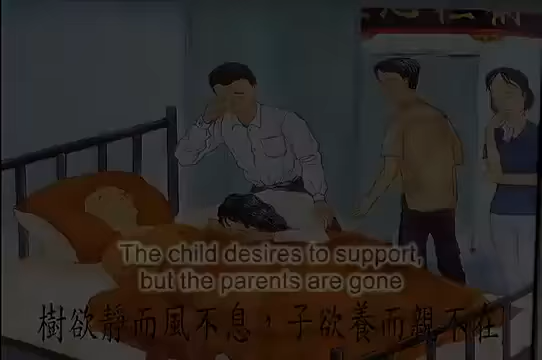 The child desires to support,
but the parents are gone
樹欲靜而風不息，子欲養而親不在